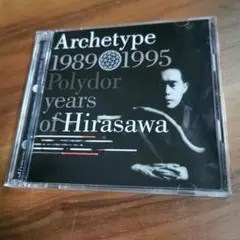 Archetype
1989 1995
Polydor
years
of Hirasawa